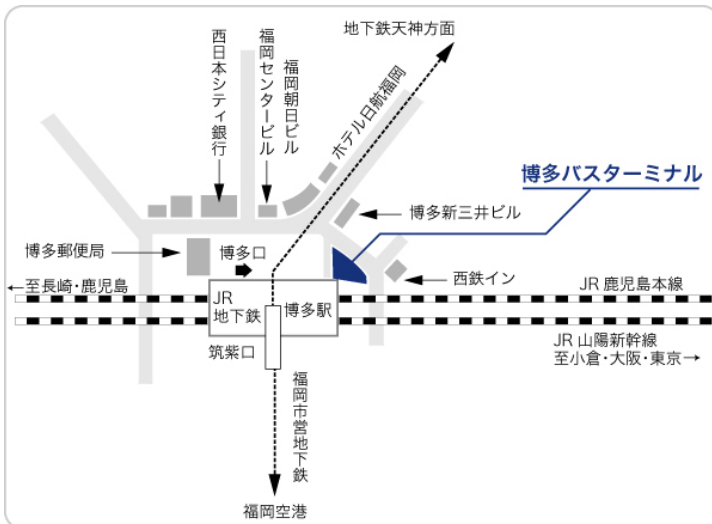 地下鉄天神方面
西日本シティ銀行
福岡センタービル
福岡朝日ビル
ホテル日航福岡
博多バスターミナル
博多新三井ビル
博多郵便局
博多口
西鉄イン
←至長崎・鹿児島
JR
地下鉄
博多駅
JR 鹿児島本線
筑紫口
JR 山陽新幹線
至小倉・大阪・東京→
福岡市営地下鉄
福岡空港